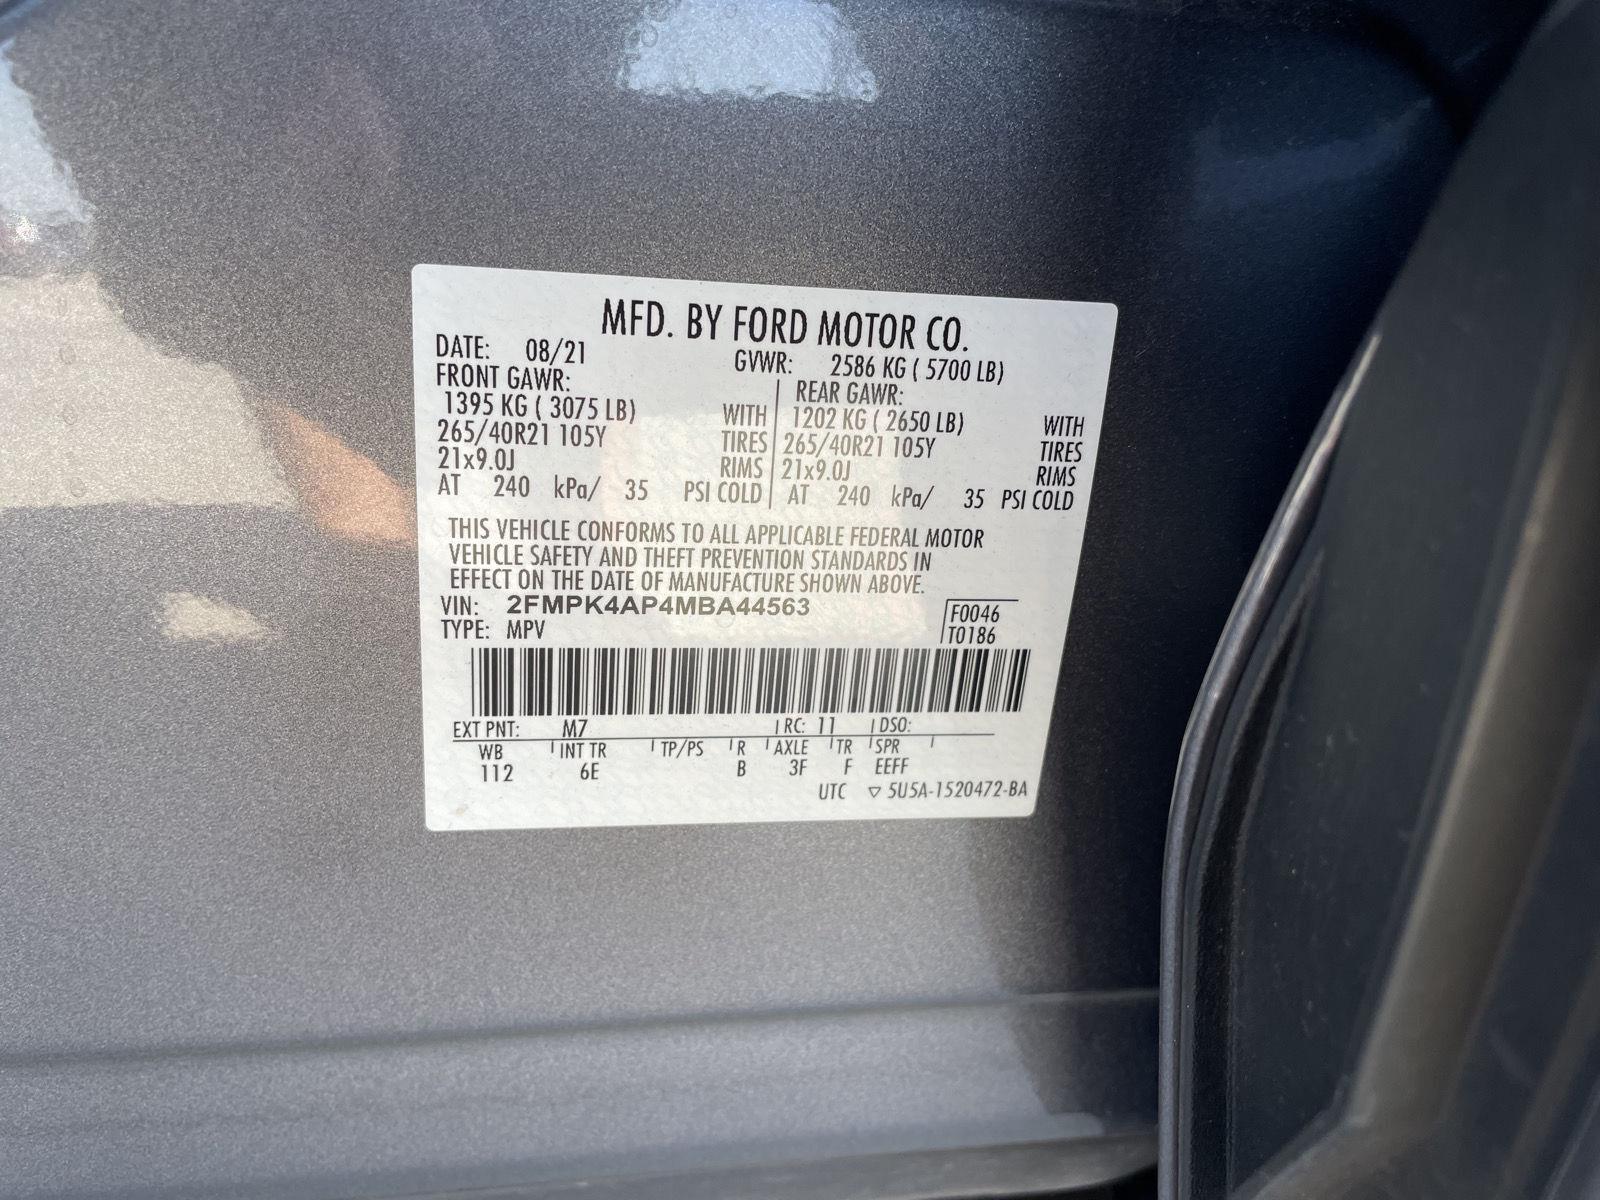 MFD. BY FORD MOTOR CO.
DATE: 08/21 GVWR: 2586 KG ( 5700 LB)
FRONT GAWR: REAR GAWR:
1395 KG ( 3075 LB) WITH 1202 KG ( 2650 LB) WITH
265/40R21 105Y TIRES 265/40R21 105Y TIRES
21x9.0J RIMS 21x9.0J RIMS
AT 240 kPa/ 35 PSI COLD AT 240 kPa/ 35 PSI COLD
THIS VEHICLE CONFORMS TO ALL APPLICABLE FEDERAL MOTOR
VEHICLE SAFETY AND THEFT PREVENTION STANDARDS IN
EFFECT ON THE DATE OF MANUFACTURE SHOWN ABOVE.
VIN: 2FMPK4AP4MBA44563 F0046
TYPE: MPV T0186
EXT PNT: M7 RC: 11 DSO:
WB INT TR TP/PS R AXLE TR SPR
112 6E B 3F F EEFF
UTC ▽ 5U5A-1520472-BA